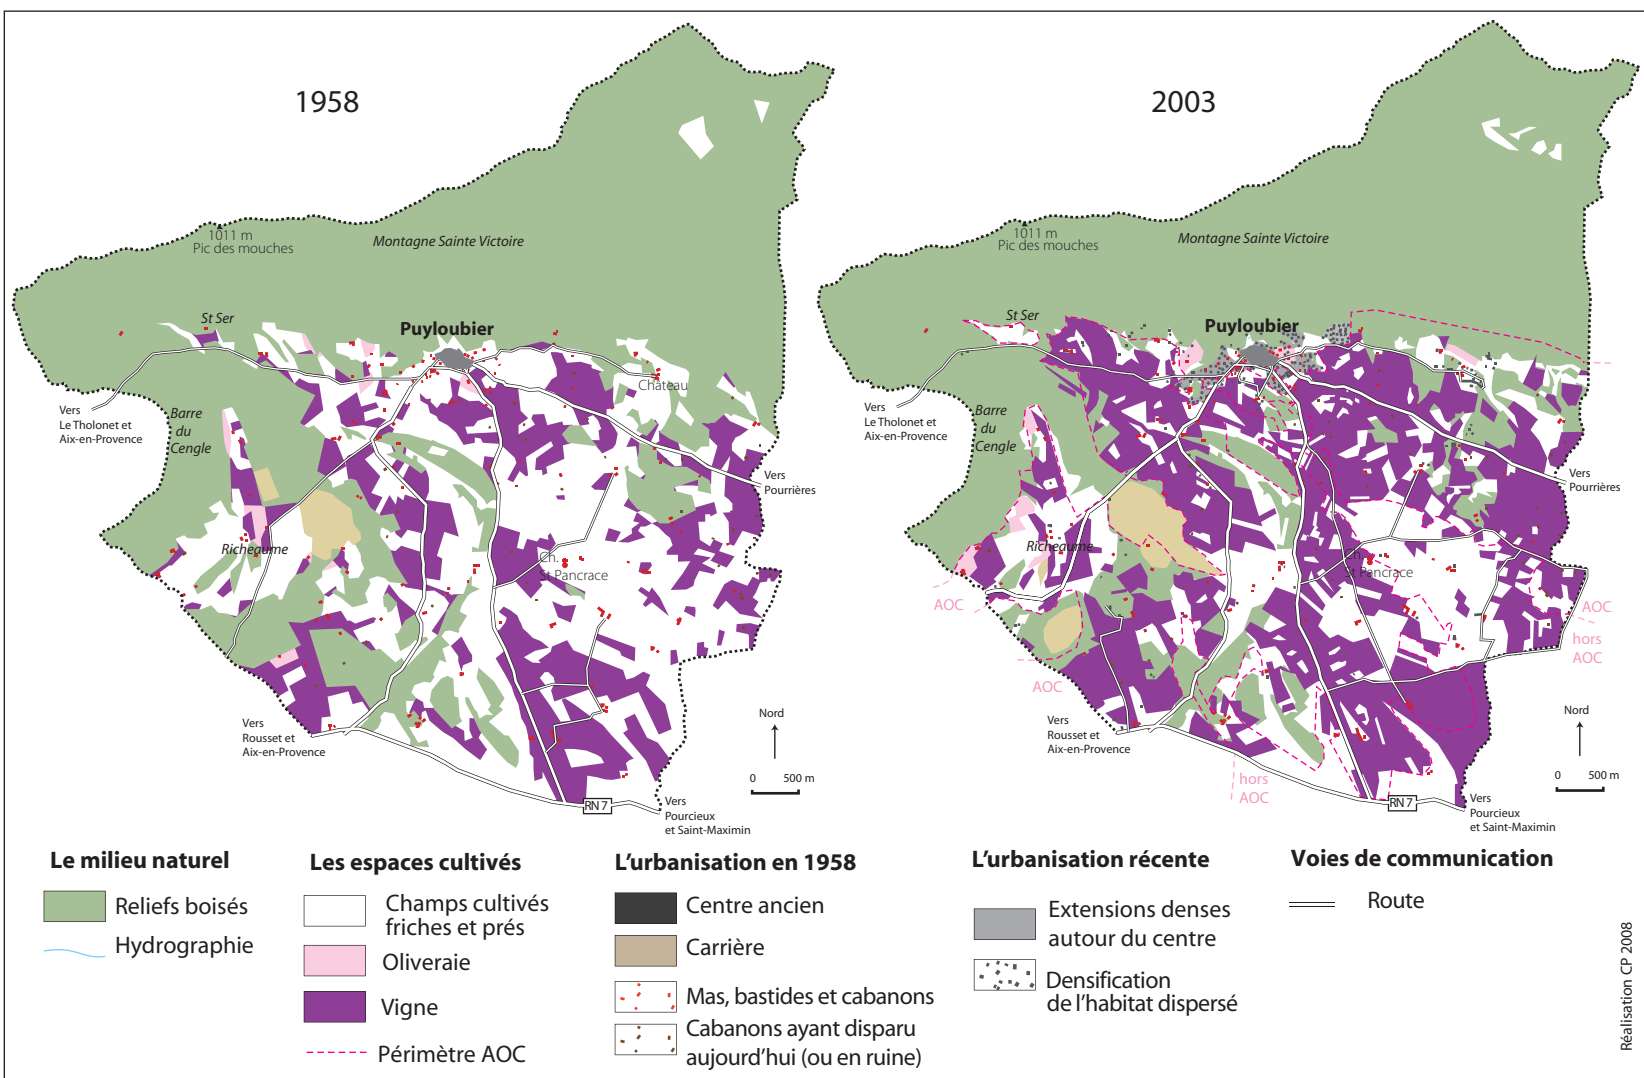 1958
1011 m
Pic des mouches
Montagne Sainte Victoire
St Ser
Puyloubier
Château
Vers
Le Tholonet et
Aix-en-Provence
Barre
du
Cengle
Vers
Pourrières
Richeaume
Ch.
St Pancrace
Vers
Rousset et
Aix-en-Provence
Nord
0 500 m
RN 7
Vers
Pourcieux
et Saint-Maximin
2003
1011 m
Pic des mouches
Montagne Sainte Victoire
St Ser
Puyloubier
Vers
Le Tholonet et
Aix-en-Provence
Barre
du
Cengle
Vers
Pourrières
Richeaume
Ch.
St Pancrace
AOC
AOC
hors
AOC
AOC
Vers
Rousset et
Aix-en-Provence
Nord
0 500 m
hors
AOC
RN 7
Vers
Pourcieux
et Saint-Maximin
Le milieu naturel
Reliefs boisés
Hydrographie
Les espaces cultivés
Champs cultivés
friches et prés
Oliveraie
Vigne
Périmètre AOC
L'urbanisation en 1958
Centre ancien
Carrière
Mas, bastides et cabanons
Cabanons ayant disparu
aujourd'hui (ou en ruine)
L'urbanisation récente
Extensions denses
autour du centre
Densification
de l'habitat dispersé
Voies de communication
Route
Réalisation CP 2008